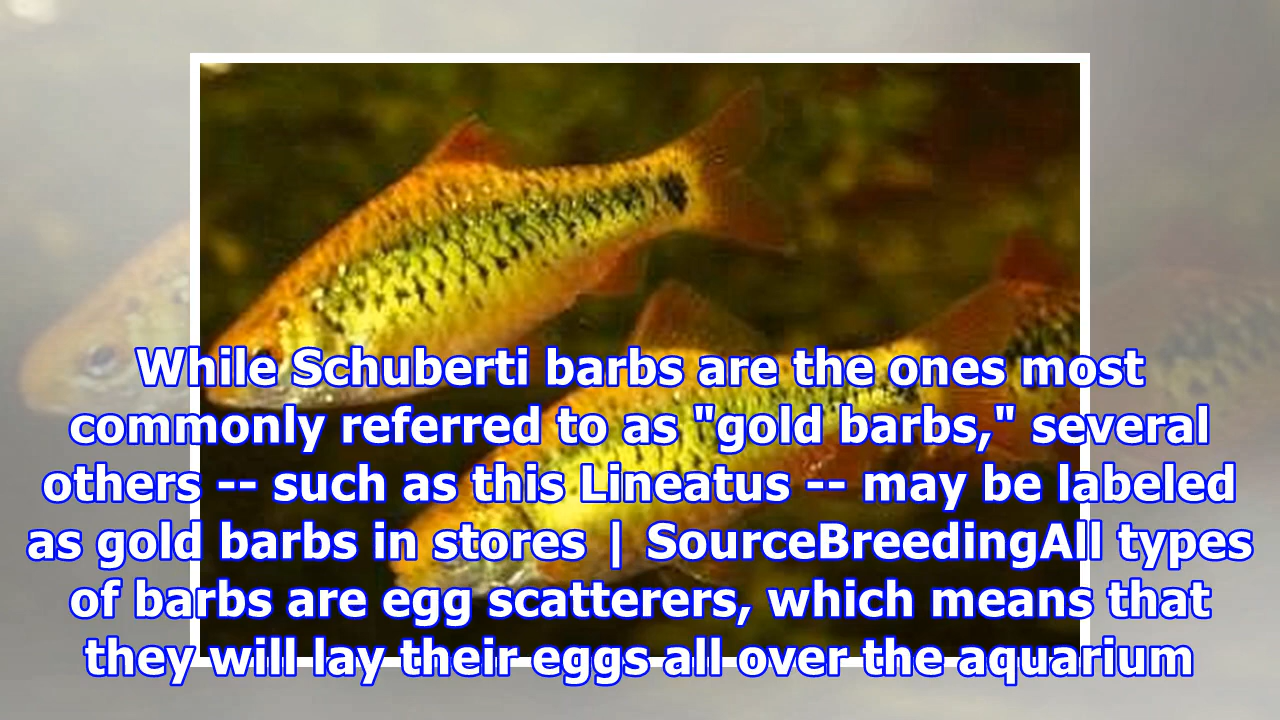 While Schuberti barbs are the ones most
commonly referred to as "gold barbs," several
others -- such as this Lineatus -- may be labeled
as gold barbs in stores | SourceBreedingAll types
of barbs are egg scatterers, which means that
they will lay their eggs all over the aquarium